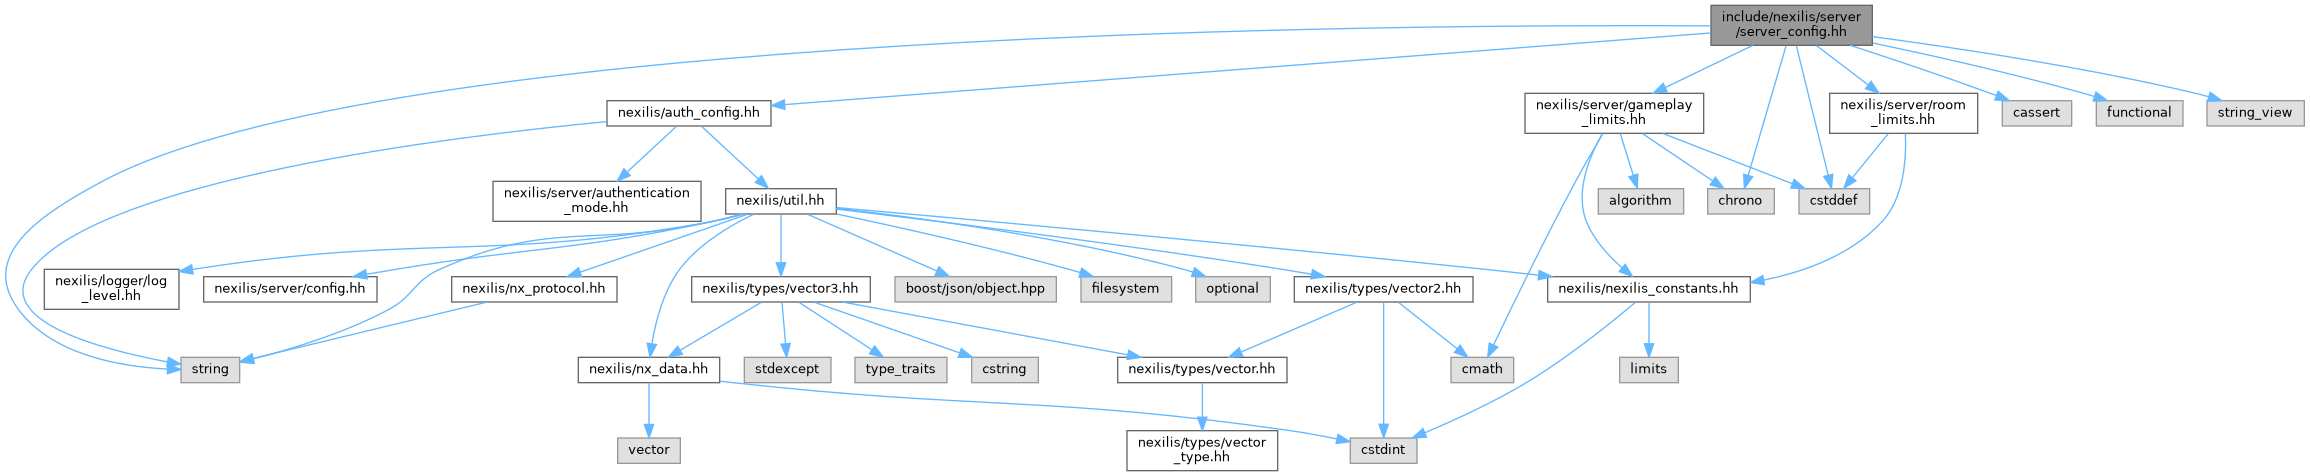 include/nexilis/server
/server_config.hh
nexilis/auth_config.hh
nexilis/server/gameplay
_limits.hh
nexilis/server/room
_limits.hh
cassert
functional
string_view
nexilis/server/authentication
_mode.hh
nexilis/util.hh
algorithm
chrono
cstddef
nexilis/logger/log
_level.hh
nexilis/server/config.hh
nexilis/nx_protocol.hh
nexilis/types/vector3.hh
boost/json/object.hpp
filesystem
optional
nexilis/types/vector2.hh
nexilis/nexilis_constants.hh
string
nexilis/nx_data.hh
stdexcept
type_traits
cstring
nexilis/types/vector.hh
cmath
limits
vector
nexilis/types/vector
_type.hh
cstdint